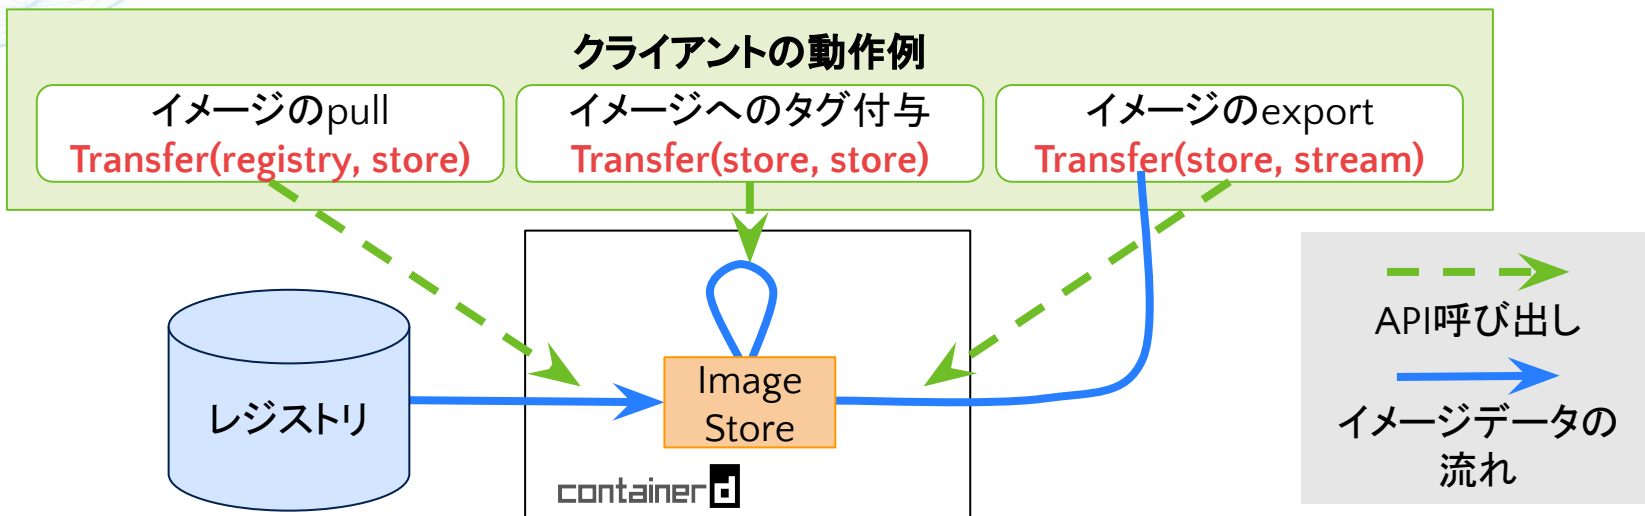 クライアントの動作例
イメージのpull
Transfer(registry, store)
イメージへのタグ付与
Transfer(store, store)
イメージのexport
Transfer(store, stream)
レジストリ
Image
Store
containerd
API呼び出し
イメージデータの
流れ